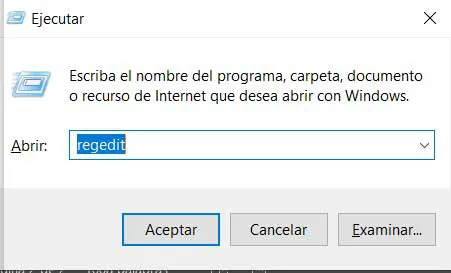 Ejecutar
Escriba el nombre del programa, carpeta, documento
o recurso de Internet que desea abrir con Windows.
Abrir: regedit
Aceptar Cancelar Examinar...